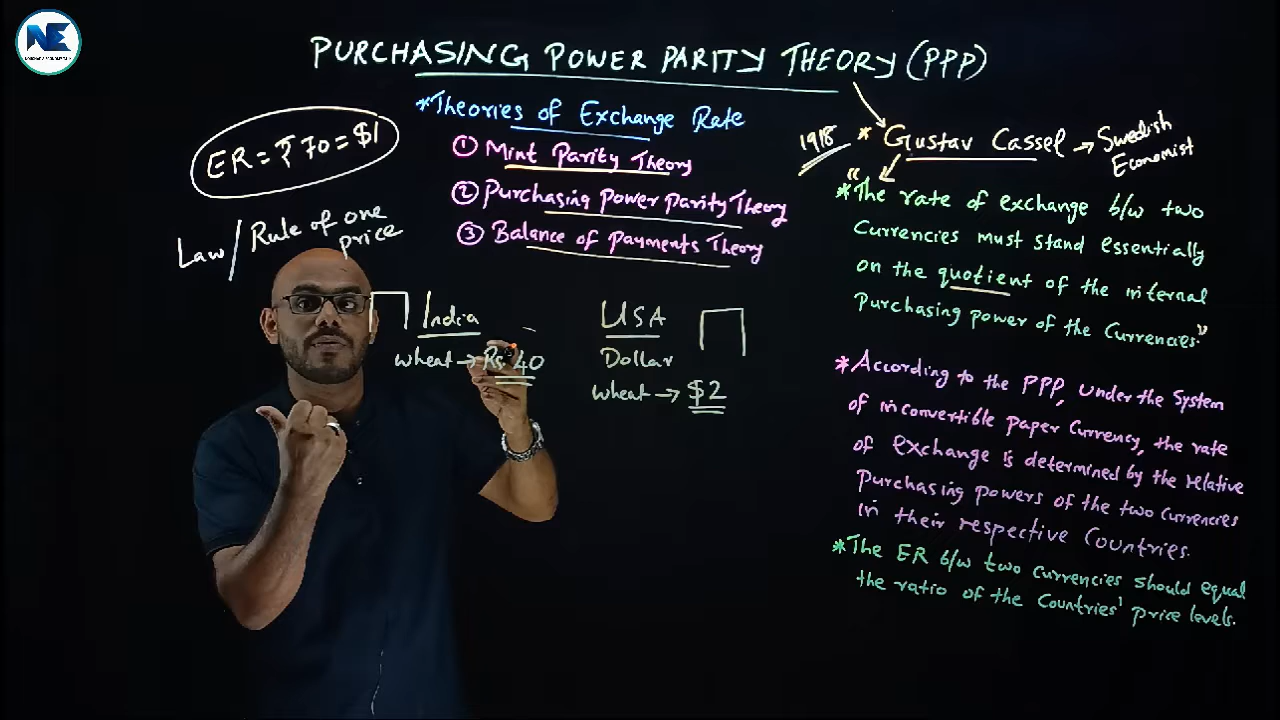 NE
PURCHASING POWER PARITY THEORY (PPP)
*Theories of Exchange Rate
① Mint Parity Theory
② Purchasing Power Parity Theory
③ Balance of Payments Theory
ER = ₹ 70 = $1
Law / Rule of one
price
India
Wheat → Rs. 40
USA
Dollar
Wheat → $2
1918 * Gustav Cassel → Swedish
Economist
*"The rate of exchange b/w two
Currencies must stand essentially
on the quotient of the internal
Purchasing power of the Currencies."
*According to the PPP, under the System
of inconvertible paper Currency, the rate
of exchange is determined by the relative
Purchasing powers of the two currencies
in their respective Countries.
*The ER b/w two currencies should equal
the ratio of the Countries' price levels.